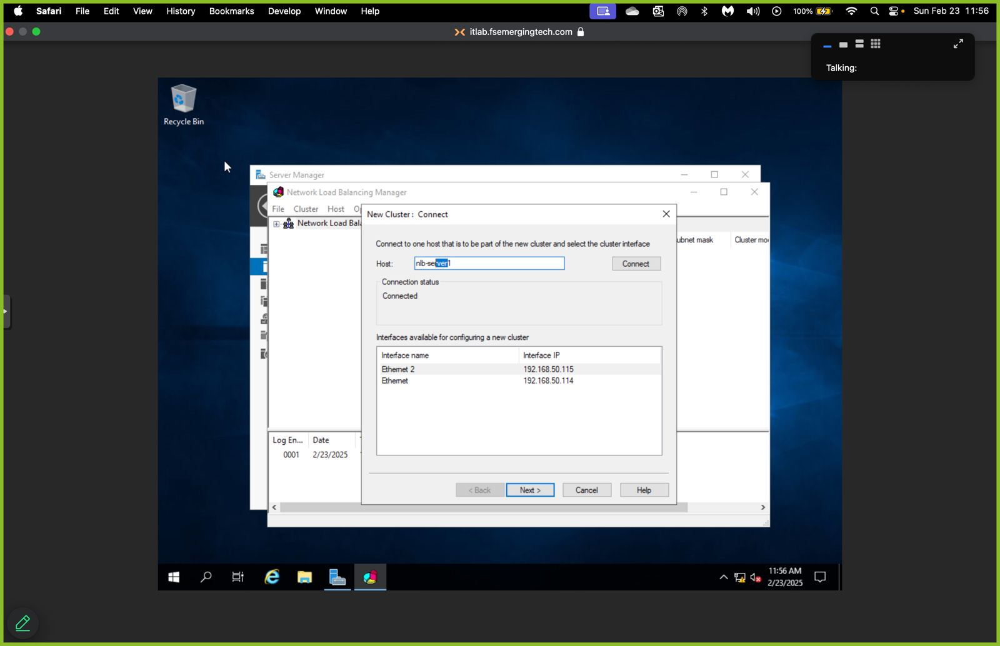 Safari File Edit View History Bookmarks Develop Window Help 100% Sun Feb 23 11:56
itlab.fsemergingtech.com
Talking:
Recycle Bin
Server Manager
Network Load Balancing Manager
File Cluster Host
New Cluster : Connect
Network Load Bala
Connect to one host that is to be part of the new cluster and select the cluster interface
ubnet mask Cluster mo
Host: nlb-server1 Connect
Connection status
Connected
Interfaces available for configuring a new cluster
Interface name Interface IP
Ethernet 2 192.168.50.115
Ethernet 192.168.50.114
Log En... Date
0001 2/23/2025
< Back Next > Cancel Help
11:56 AM
2/23/2025